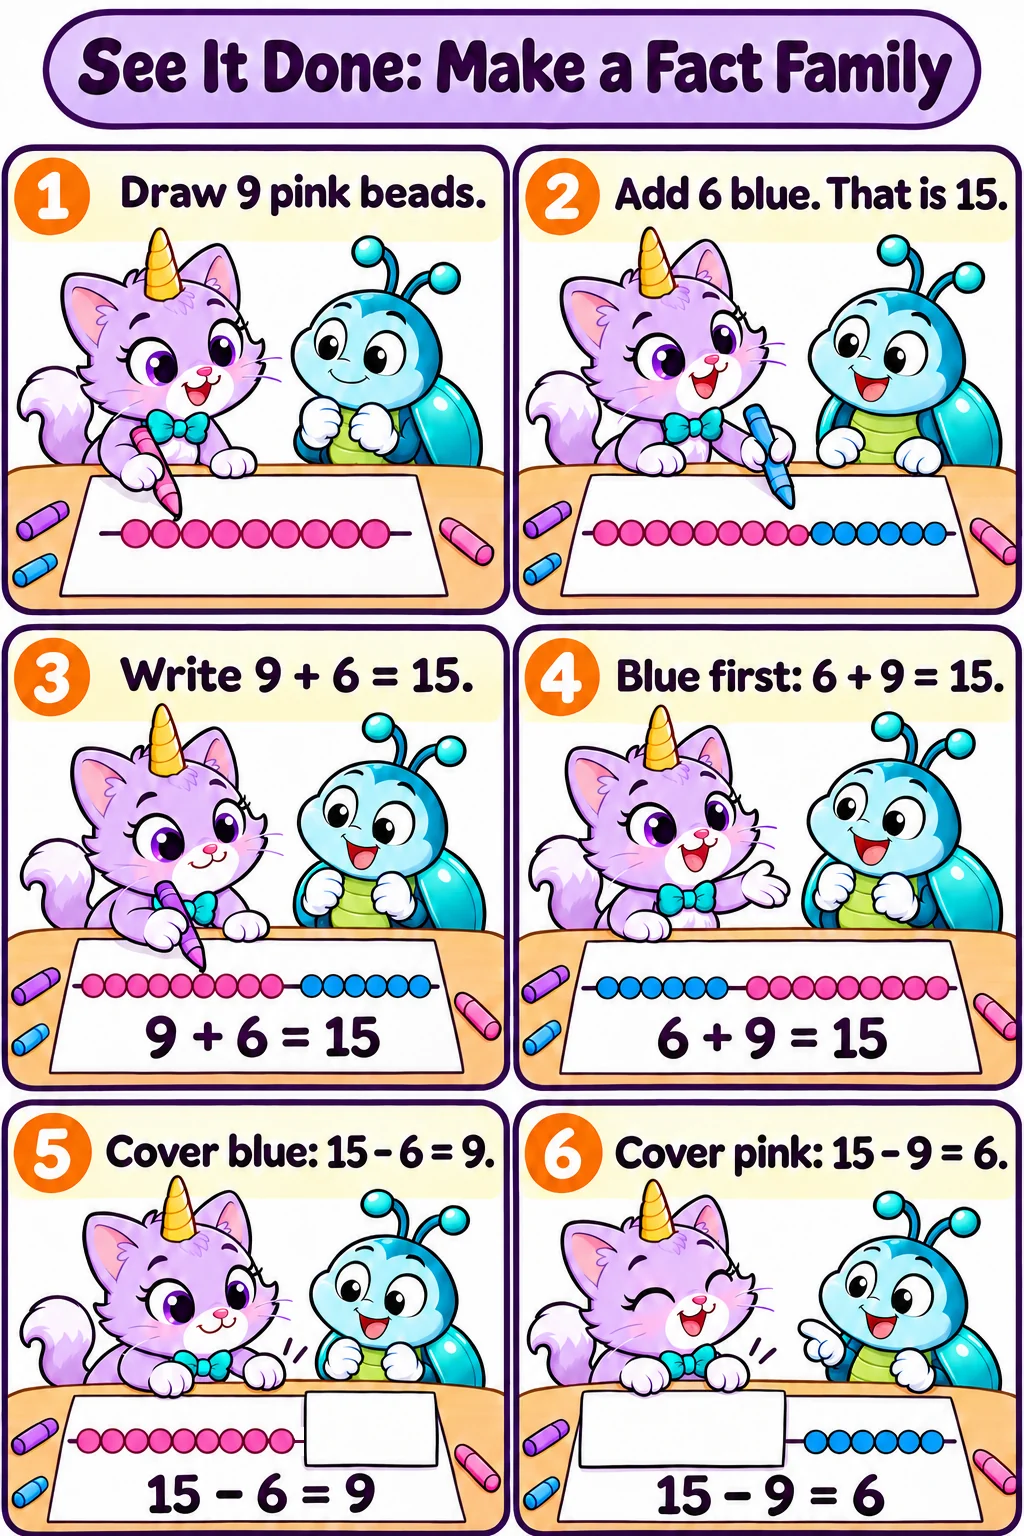 See It Done: Make a Fact Family
1 Draw 9 pink beads.
2 Add 6 blue. That is 15.
3 Write 9 + 6 = 15.
9 + 6 = 15
4 Blue first: 6 + 9 = 15.
6 + 9 = 15
5 Cover blue: 15 – 6 = 9.
15 – 6 = 9
6 Cover pink: 15 – 9 = 6.
15 – 9 = 6